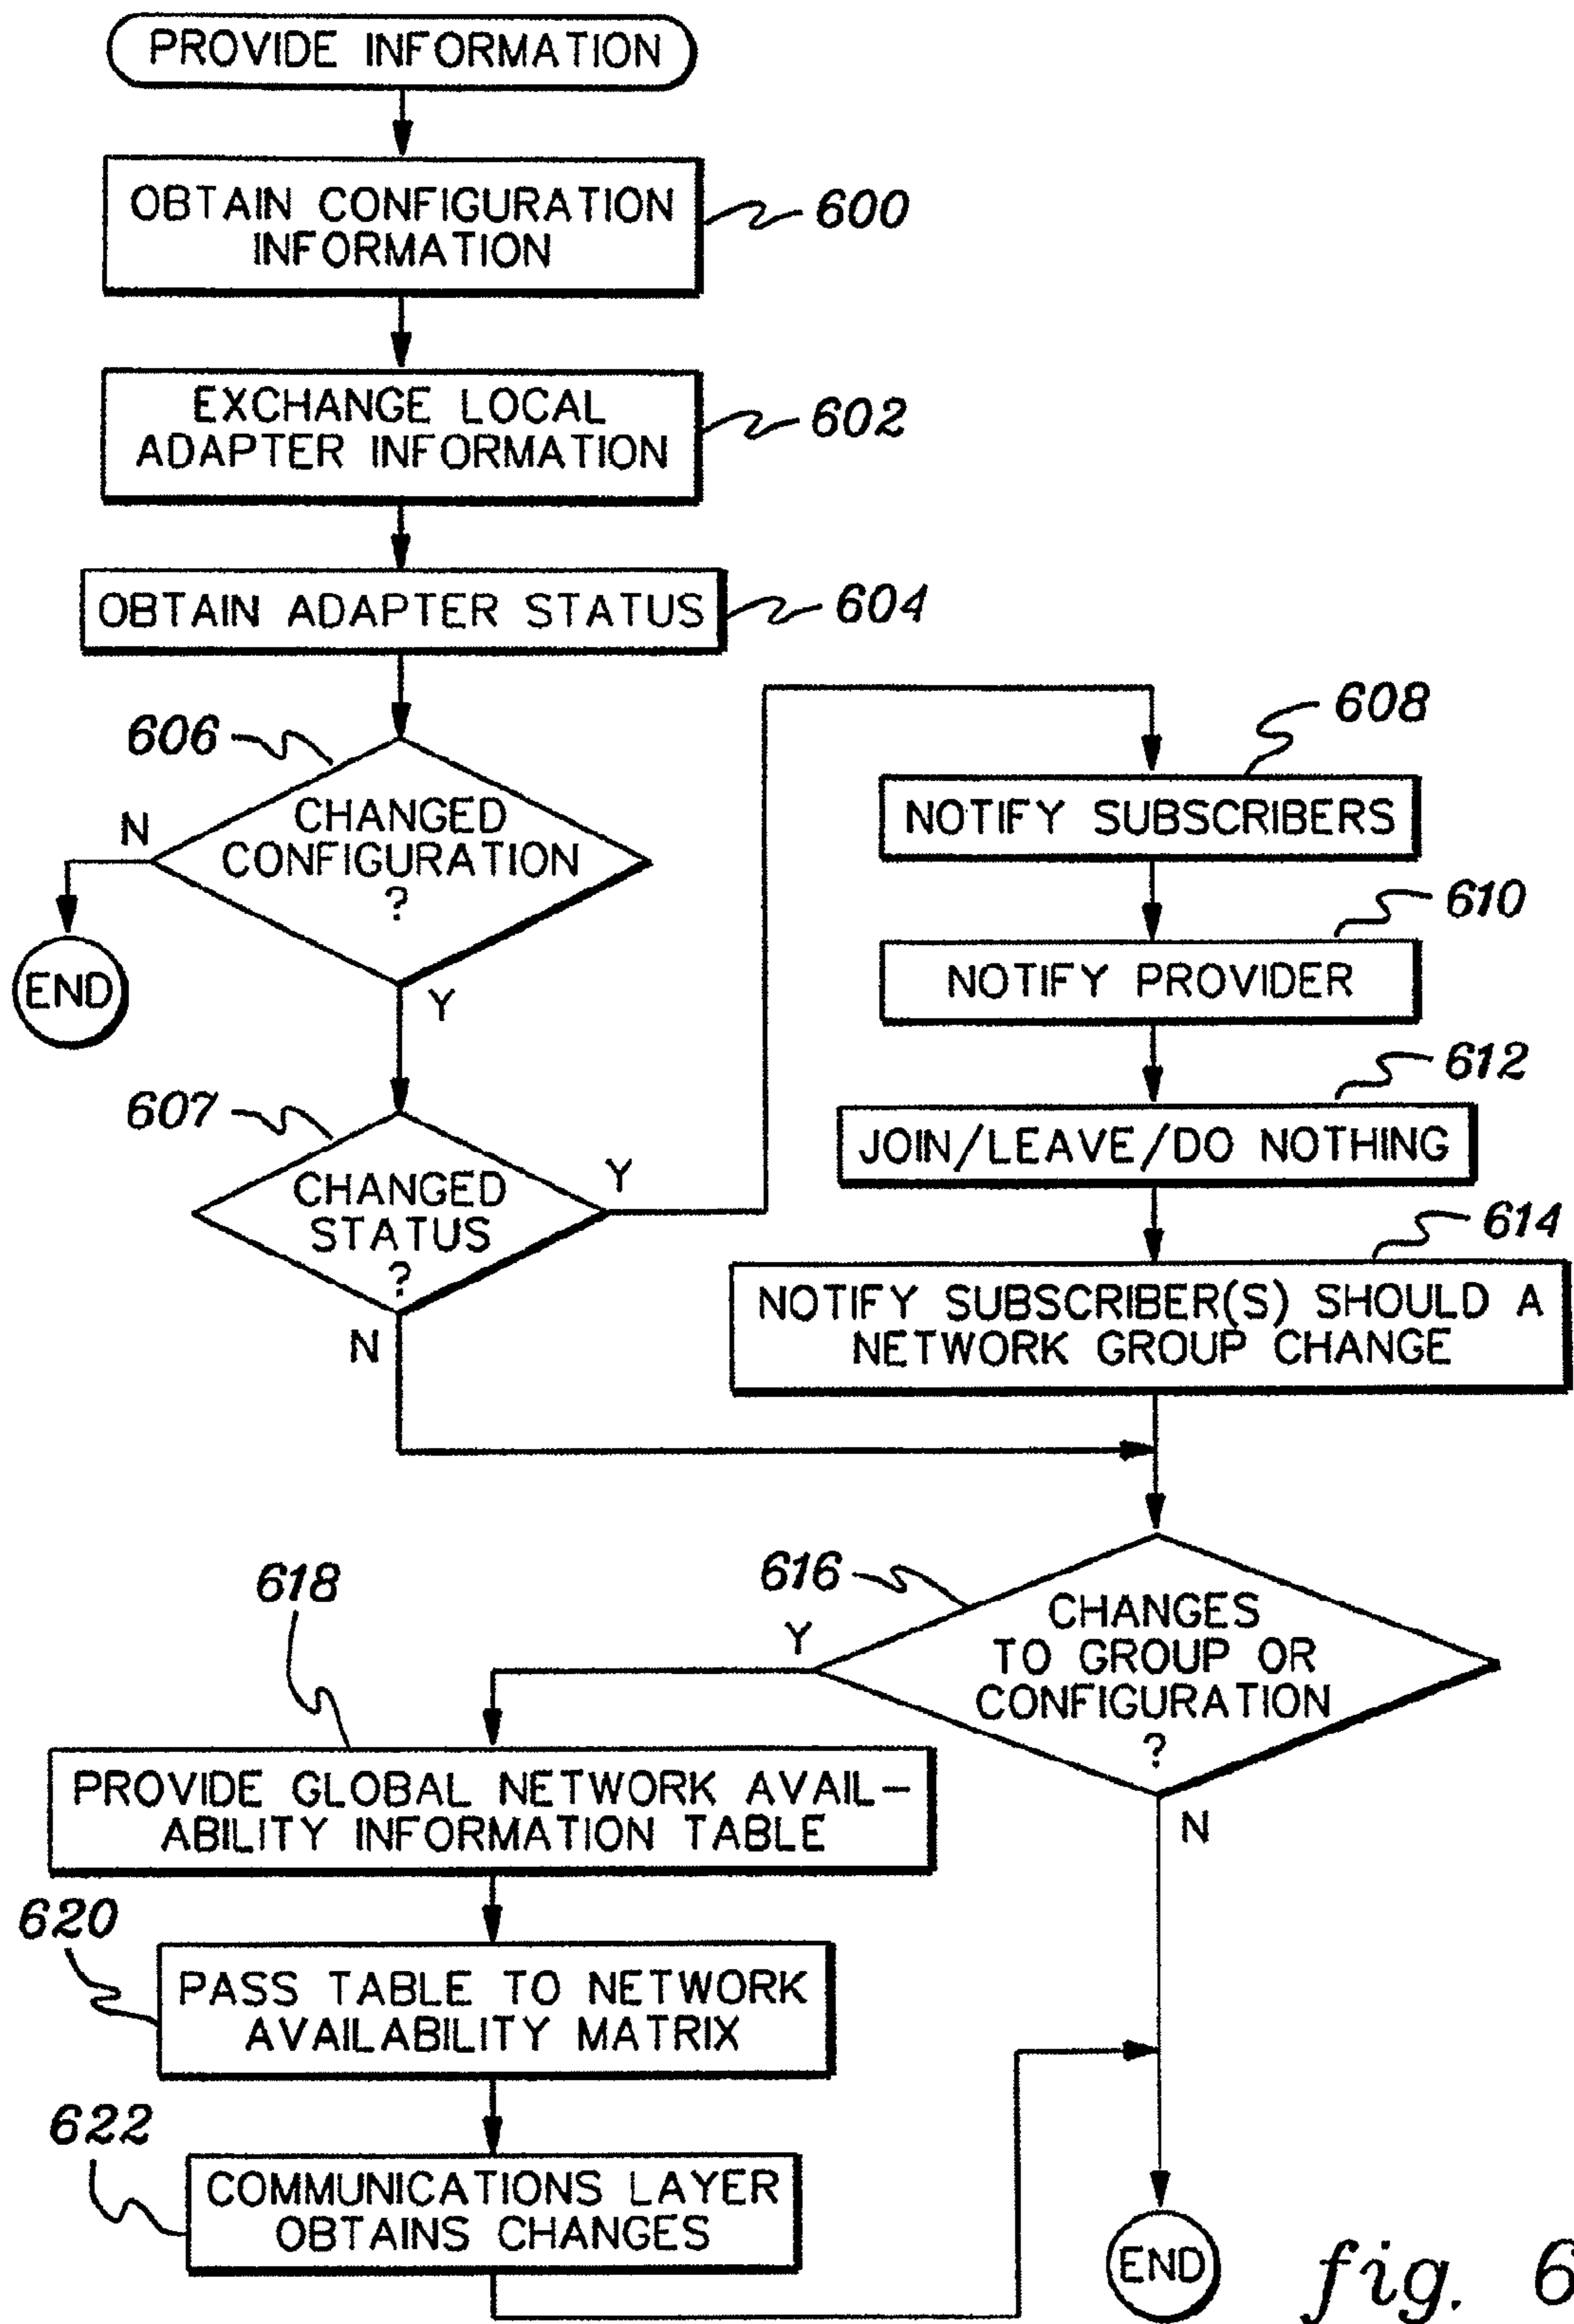 PROVIDE INFORMATION
OBTAIN CONFIGURATION
INFORMATION
600
EXCHANGE LOCAL
ADAPTER INFORMATION
602
OBTAIN ADAPTER STATUS
604
606
CHANGED
CONFIGURATION
?
N
END
Y
607
CHANGED
STATUS
?
Y
N
608
NOTIFY SUBSCRIBERS
610
NOTIFY PROVIDER
612
JOIN/LEAVE/DO NOTHING
614
NOTIFY SUBSCRIBER(S) SHOULD A
NETWORK GROUP CHANGE
616
CHANGES
TO GROUP OR
CONFIGURATION
?
Y
N
618
PROVIDE GLOBAL NETWORK AVAIL-
ABILITY INFORMATION TABLE
620
PASS TABLE TO NETWORK
AVAILABILITY MATRIX
622
COMMUNICATIONS LAYER
OBTAINS CHANGES
END
fig. 6